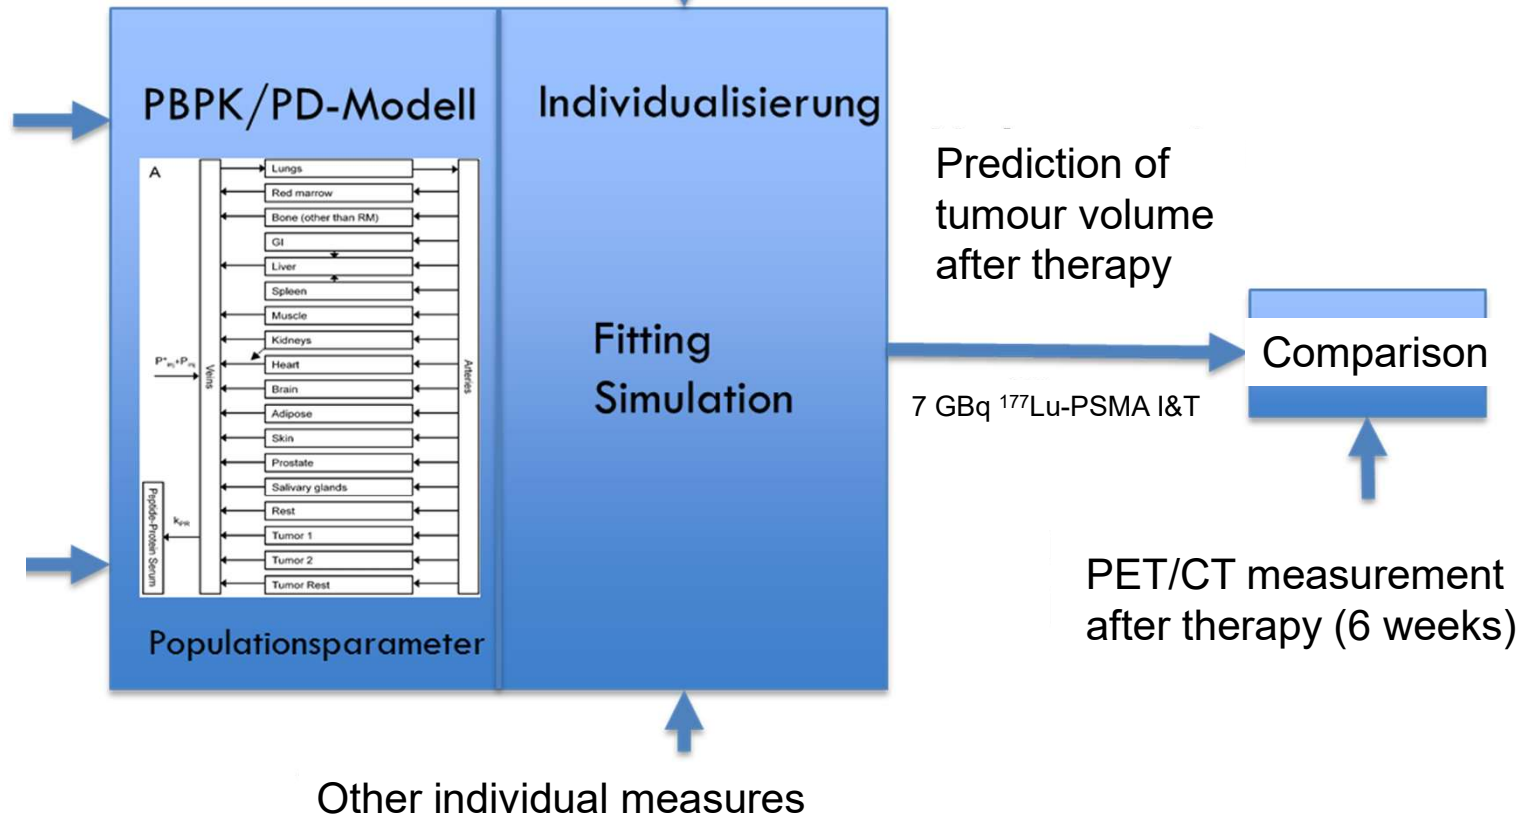 PBPK/PD-Modell
Individualisierung
A
Lungs
Red marrow
Bone (other than RM)
GI
Liver
Spleen
Muscle
Kidneys
Heart
Brain
Adipose
Skin
Prostate
Salivary glands
Rest
Tumor 1
Tumor 2
Tumor Rest
Veins
Arteries
Peptide-Protein Serum
Populationsparameter
Fitting
Simulation
Prediction of
tumour volume
after therapy
7 GBq ¹⁷⁷Lu-PSMA I&T
Comparison
PET/CT measurement
after therapy (6 weeks)
Other individual measures